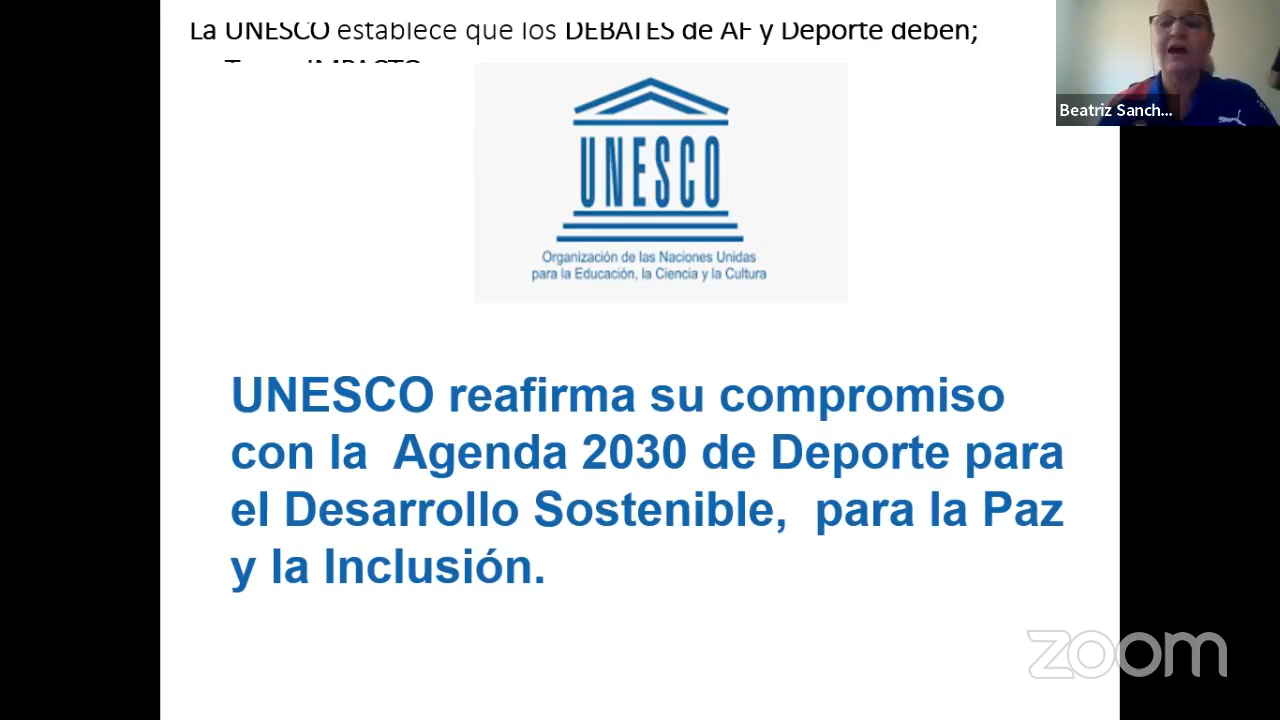 La UNESCO establece que los DEBATES de AF y Deporte deben;
IMPACTO
UNESCO
Organización de las Naciones Unidas
para la Educación, la Ciencia y la Cultura
UNESCO reafirma su compromiso
con la Agenda 2030 de Deporte para
el Desarrollo Sostenible, para la Paz
y la Inclusión.
Beatriz Sanch...
zoom